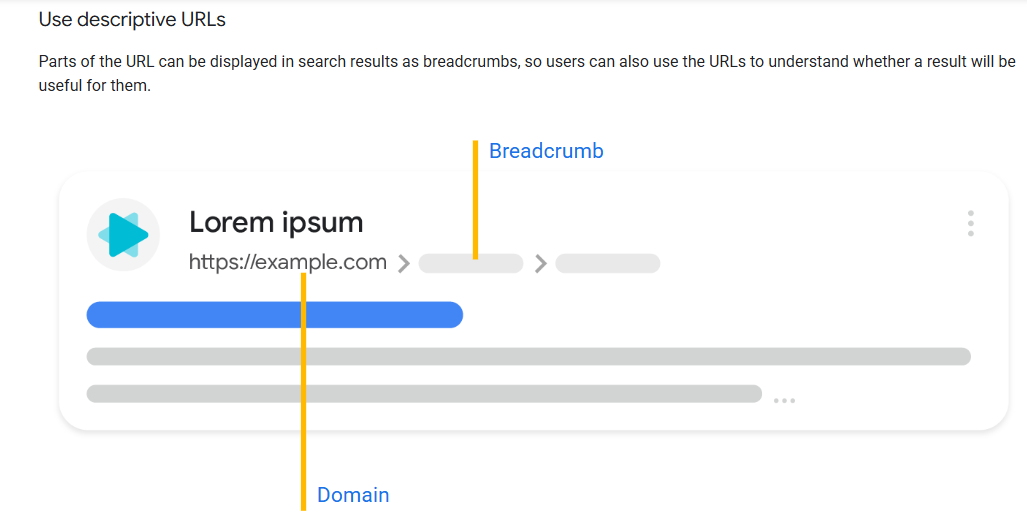 Use descriptive URLs
Parts of the URL can be displayed in search results as breadcrumbs, so users can also use the URLs to understand whether a result will be
useful for them.
Breadcrumb
Lorem ipsum
https://example.com
...
Domain